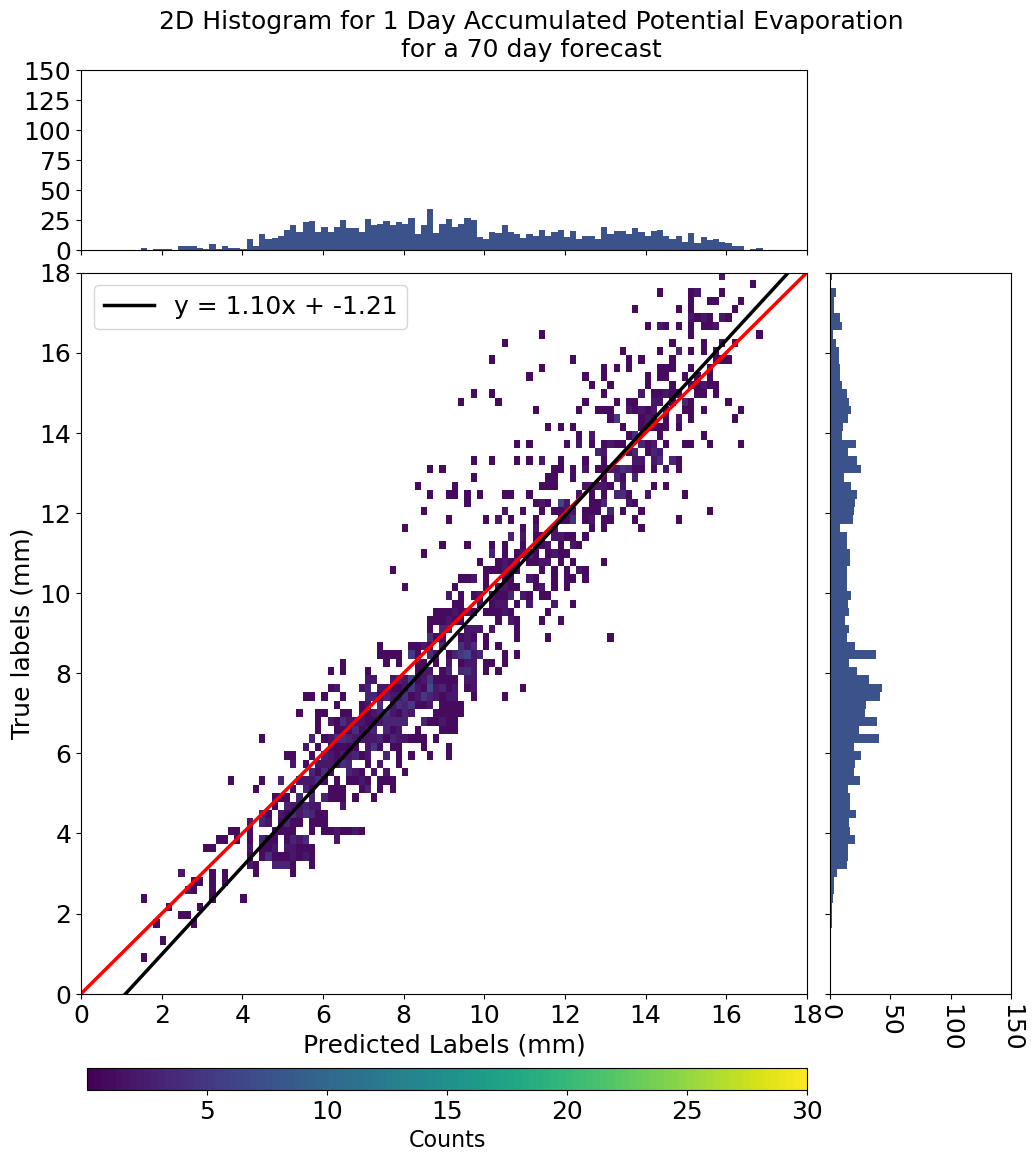 2D Histogram for 1 Day Accumulated Potential Evaporation
for a 70 day forecast
150
125
100
75
50
25
0
18
16
14
12
10
8
6
4
2
0
True labels (mm)
y = 1.10x + -1.21
0 2 4 6 8 10 12 14 16 18
Predicted Labels (mm)
0 50 100 150
5 10 15 20 25 30
Counts